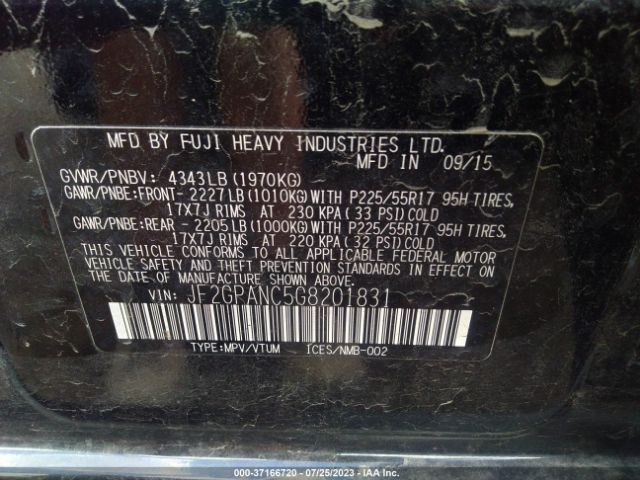 MFD BY FUJI HEAVY INDUSTRIES LTD.
MFD IN 09/15
GVWR/PNBV: 4343LB (1970KG)
GAWR/PNBE:FRONT- 2227LB (1010KG) WITH P225/55R17 95H TIRES,
17X7J RIMS AT 230 KPA( 33 PSI) COLD
GAWR/PNBE:REAR - 2205LB (1000KG) WITH P225/55R17 95H TIRES,
17X7J RIMS AT 220 KPA( 32 PSI) COLD
THIS VEHICLE CONFORMS TO ALL APPLICABLE FEDERAL MOTOR
VEHICLE SAFETY AND THEFT PREVENTION STANDARDS IN EFFECT ON
THE DATE OF MANUFACTURE SHOWN ABOVE.
VIN: JF2GPANC5G8201831
TYPE:MPV/VTUM ICES/NMB-002
000-37166720 - 07/25/2023 - IAA Inc.